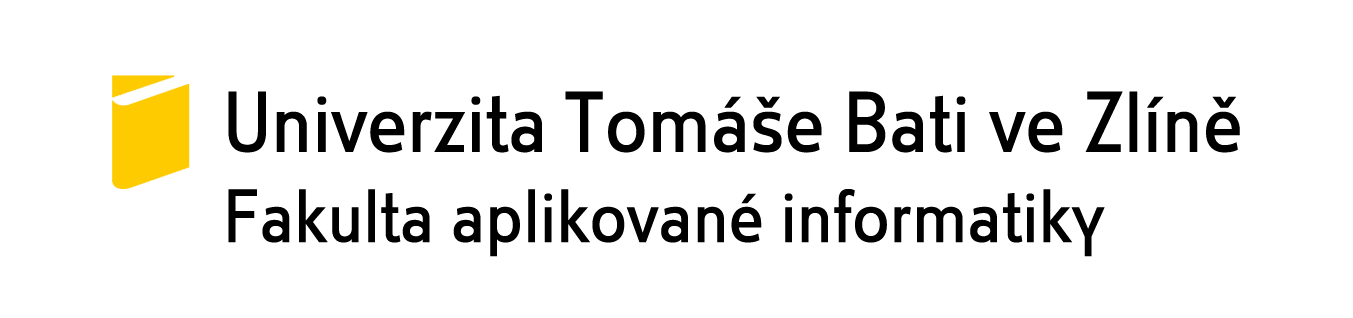 Univerzita Tomáše Bati ve Zlíně
Fakulta aplikované informatiky